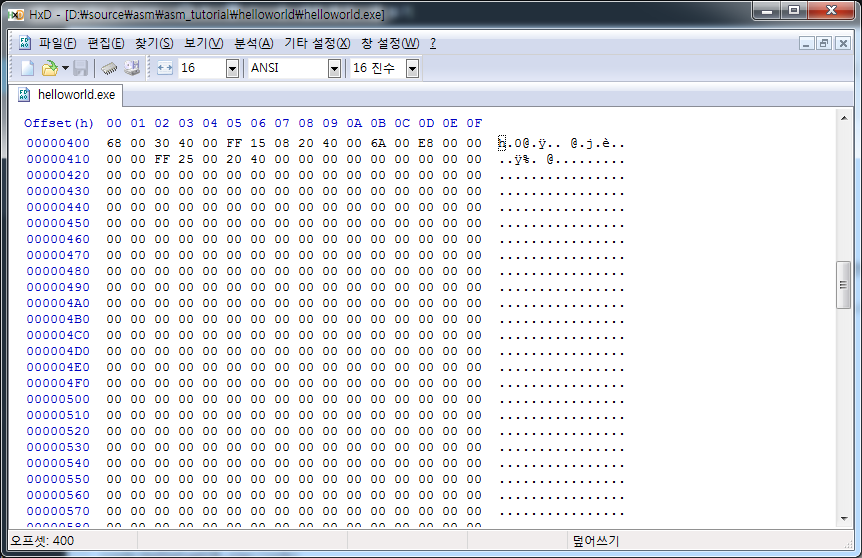 HxD - [D:₩source₩asm₩asm_tutorial₩helloworld₩helloworld.exe]
파일(F) 편집(E) 찾기(S) 보기(V) 분석(A) 기타 설정(X) 창 설정(W) ?
16 ANSI 16 진수
helloworld.exe
Offset(h) 00 01 02 03 04 05 06 07 08 09 0A 0B 0C 0D 0E 0F
00000400 68 00 30 40 00 FF 15 08 20 40 00 6A 00 E8 00 00 h.0@.ÿ.. @.j.è..
00000410 00 00 FF 25 00 20 40 00 00 00 00 00 00 00 00 00 ..ÿ%. @.........
00000420 00 00 00 00 00 00 00 00 00 00 00 00 00 00 00 00 ................
00000430 00 00 00 00 00 00 00 00 00 00 00 00 00 00 00 00 ................
00000440 00 00 00 00 00 00 00 00 00 00 00 00 00 00 00 00 ................
00000450 00 00 00 00 00 00 00 00 00 00 00 00 00 00 00 00 ................
00000460 00 00 00 00 00 00 00 00 00 00 00 00 00 00 00 00 ................
00000470 00 00 00 00 00 00 00 00 00 00 00 00 00 00 00 00 ................
00000480 00 00 00 00 00 00 00 00 00 00 00 00 00 00 00 00 ................
00000490 00 00 00 00 00 00 00 00 00 00 00 00 00 00 00 00 ................
000004A0 00 00 00 00 00 00 00 00 00 00 00 00 00 00 00 00 ................
000004B0 00 00 00 00 00 00 00 00 00 00 00 00 00 00 00 00 ................
000004C0 00 00 00 00 00 00 00 00 00 00 00 00 00 00 00 00 ................
000004D0 00 00 00 00 00 00 00 00 00 00 00 00 00 00 00 00 ................
000004E0 00 00 00 00 00 00 00 00 00 00 00 00 00 00 00 00 ................
000004F0 00 00 00 00 00 00 00 00 00 00 00 00 00 00 00 00 ................
00000500 00 00 00 00 00 00 00 00 00 00 00 00 00 00 00 00 ................
00000510 00 00 00 00 00 00 00 00 00 00 00 00 00 00 00 00 ................
00000520 00 00 00 00 00 00 00 00 00 00 00 00 00 00 00 00 ................
00000530 00 00 00 00 00 00 00 00 00 00 00 00 00 00 00 00 ................
00000540 00 00 00 00 00 00 00 00 00 00 00 00 00 00 00 00 ................
00000550 00 00 00 00 00 00 00 00 00 00 00 00 00 00 00 00 ................
00000560 00 00 00 00 00 00 00 00 00 00 00 00 00 00 00 00 ................
00000570 00 00 00 00 00 00 00 00 00 00 00 00 00 00 00 00 ................
오프셋: 400 덮어쓰기